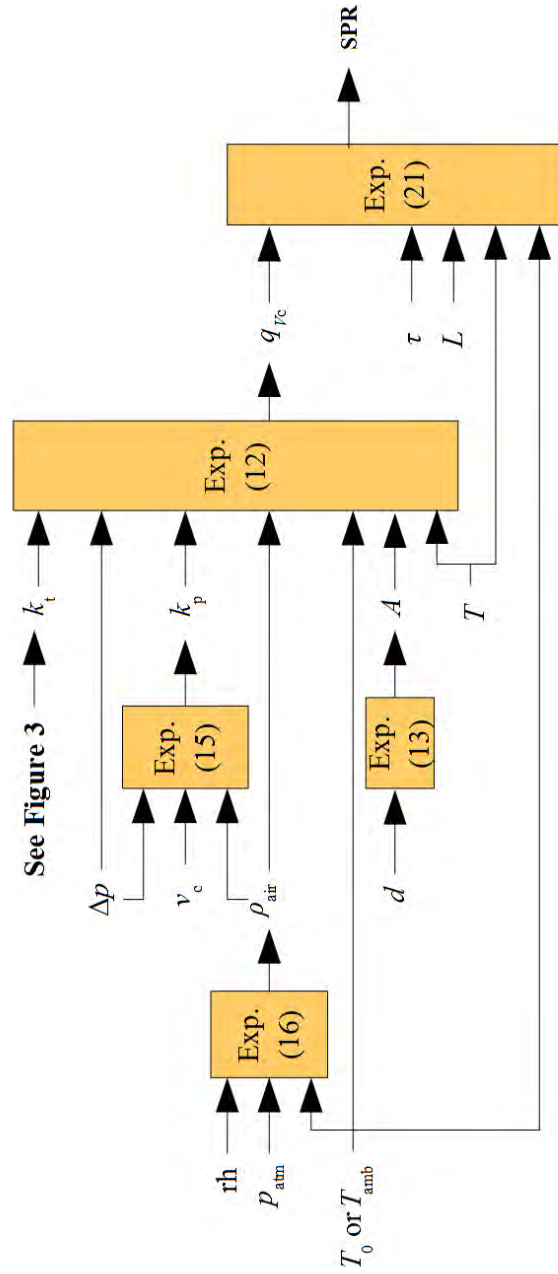 See Figure 3
k_t
Δp
v_c
ρ_air
rh
p_atm
T_0 or T_amb
d
Exp.
(16)
Exp.
(15)
Exp.
(13)
k_p
A
T
Exp.
(12)
q_Vc
τ
L
Exp.
(21)
SPR